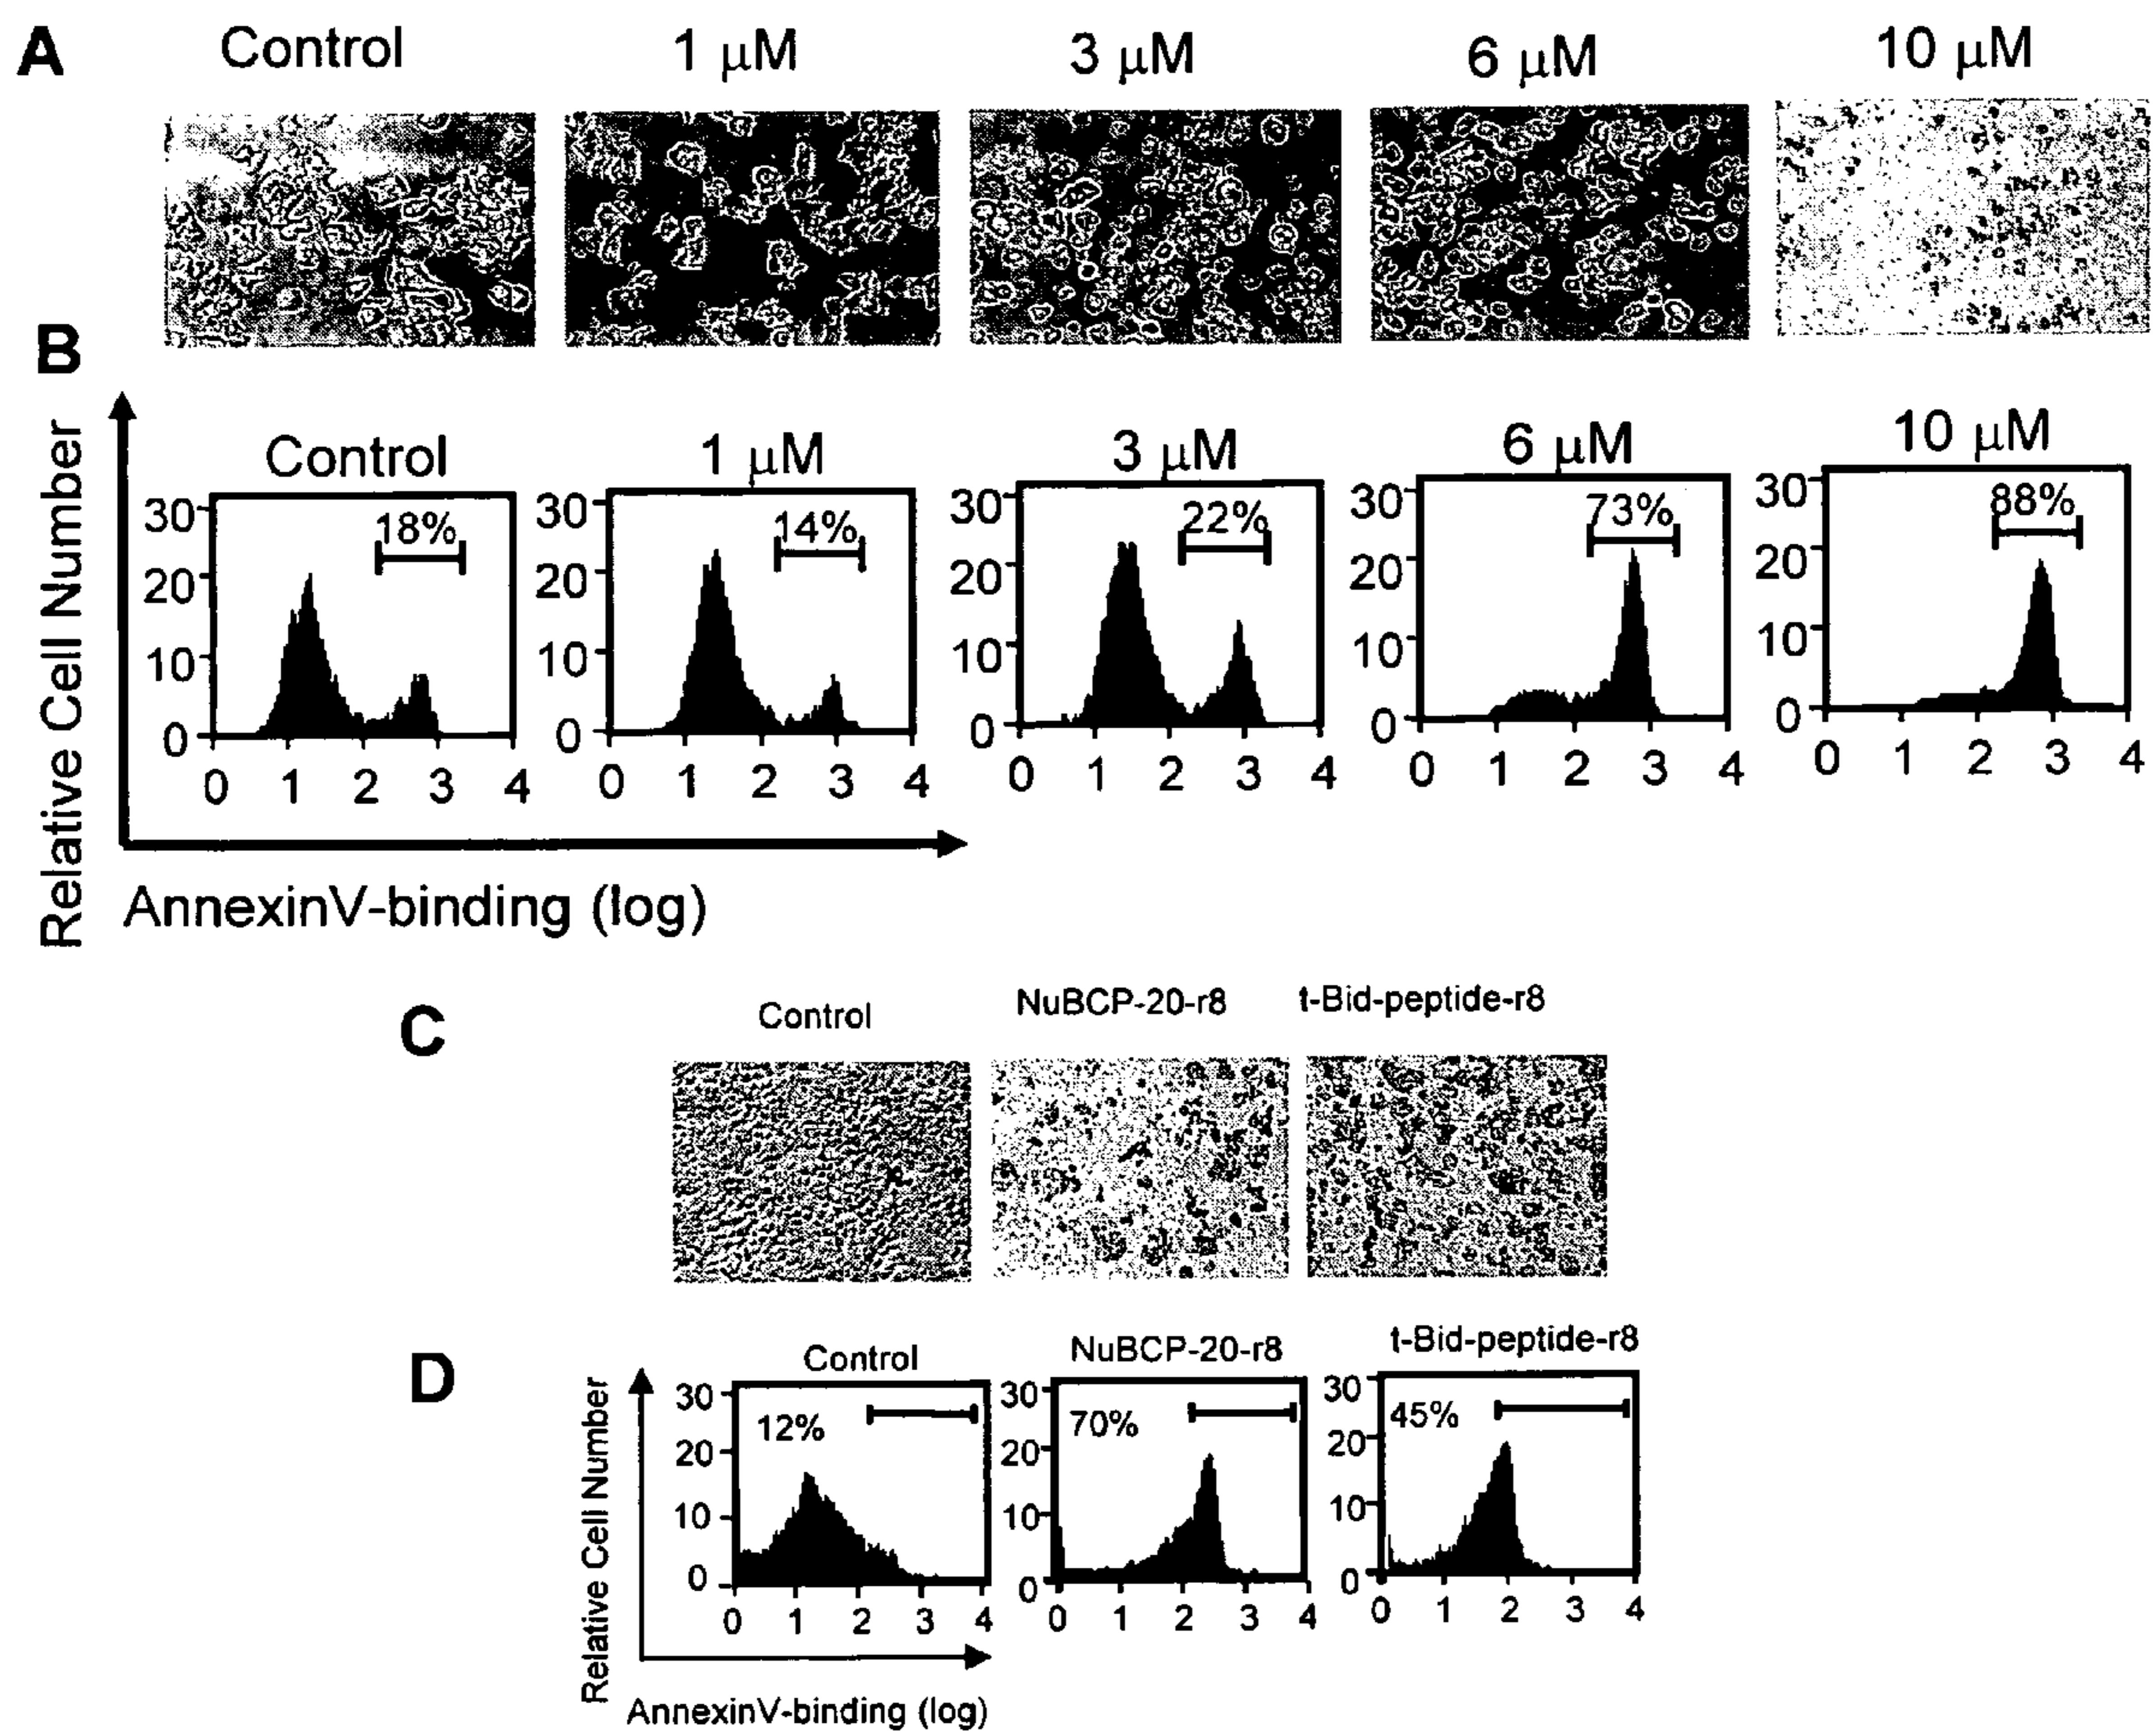 A
Control
1 µM
3 µM
6 µM
10 µM
B
Relative Cell Number
Control
1 µM
3 µM
6 µM
10 µM
30
20
10
0
18%
0 1 2 3 4
30
20
10
0
14%
0 1 2 3 4
30
20
10
0
22%
0 1 2 3 4
30
20
10
0
73%
0 1 2 3 4
30
20
10
0
88%
0 1 2 3 4
AnnexinV-binding (log)
C
Control
NuBCP-20-r8
t-Bid-peptide-r8
D
Relative Cell Number
Control
NuBCP-20-r8
t-Bid-peptide-r8
30
20
10
0
12%
0 1 2 3 4
30
20
10
0
70%
0 1 2 3 4
30
20
10
0
45%
0 1 2 3 4
AnnexinV-binding (log)